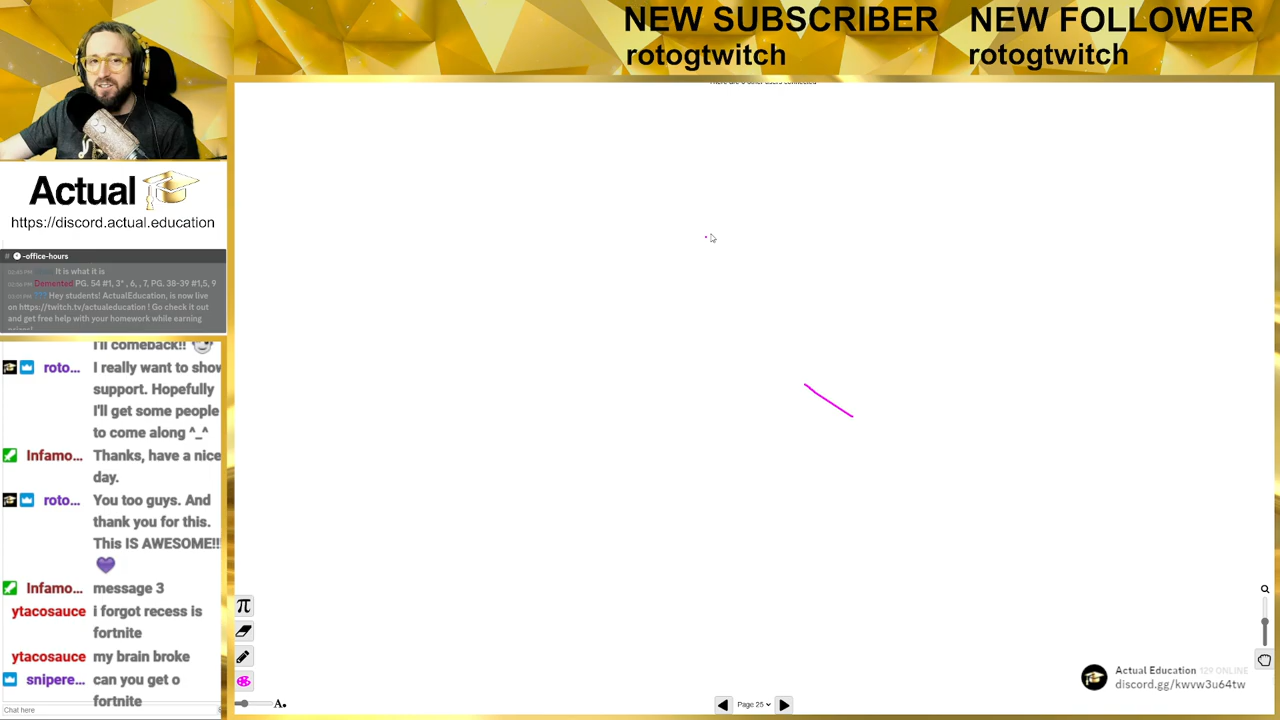 NEW SUBSCRIBER
rotogtwitch
NEW FOLLOWER
rotogtwitch
Actual
https://discord.actual.education
# -office-hours
It is what it is
Demented PG. 54 #1, 3* , 6, , 7, PG. 38-39 #1,5, 9
Hey students! ActualEducation, is now live
on https://twitch.tv/actualeducation ! Go check it out
and get free help with your homework while earning
I'll comeback!!
roto... I really want to show
support. Hopefully
I'll get some people
to come along ^_^
Infamo... Thanks, have a nice
day.
roto... You too guys. And
thank you for this.
This IS AWESOME!!
Infamo... message 3
ytacosauce i forgot recess is
fortnite
ytacosauce my brain broke
snipere... can you get o
fortnite
Chat here
π
A.
Page 25
Actual Education 129 ONLINE
discord.gg/kwvw3u64tw